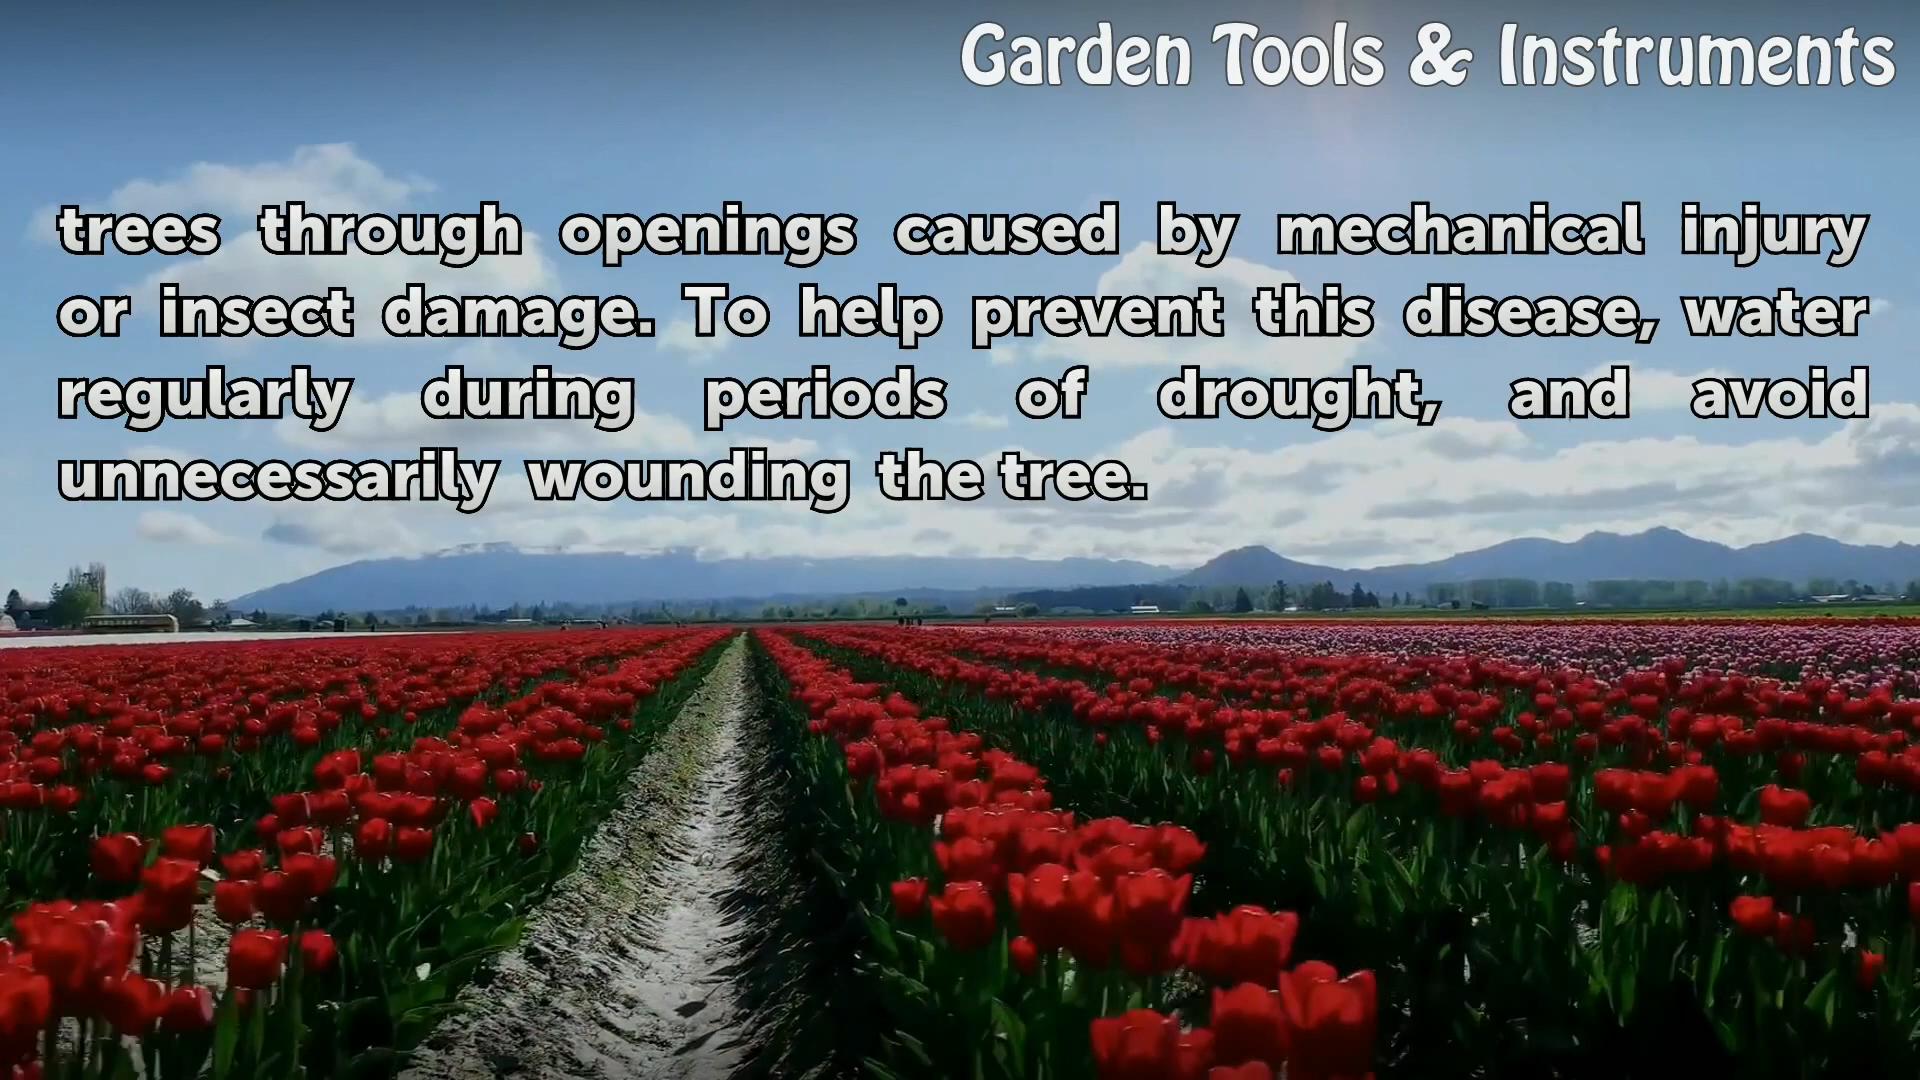 Garden Tools & Instruments
trees through openings caused by mechanical injury
or insect damage. To help prevent this disease, water
regularly during periods of drought, and avoid
unnecessarily wounding the tree.